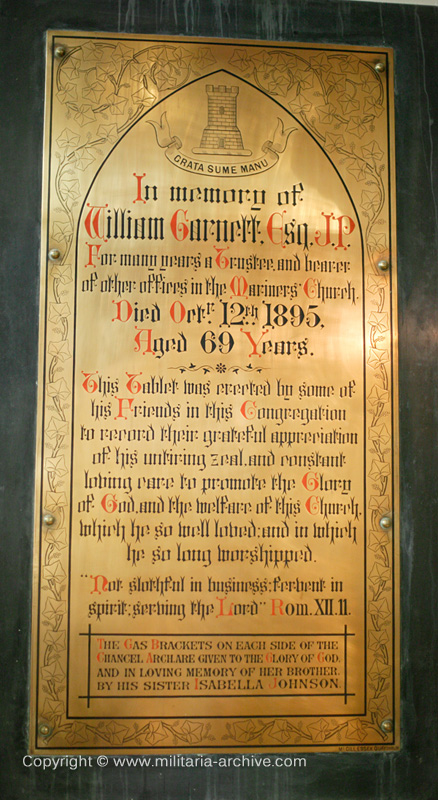 GRATA SUME MANU
In memory of
William Garnett, Esq. J.P.
For many years a Trustee, and bearer
of other offices in the Mariners' Church.
Died Octr. 12th 1895,
Aged 69 Years.
This Tablet was erected by some of
his Friends in this Congregation
to record their grateful appreciation
of his untiring zeal, and constant
loving care to promote the Glory
of God, and the welfare of this Church,
which he so well loved; and in which
he so long worshipped.
"Not slothful in business; fervent in
spirit; serving the Lord" Rom. XII. 11.
THE GAS BRACKETS ON EACH SIDE OF THE
CHANCEL ARCH, ARE GIVEN TO THE GLORY OF GOD,
AND IN LOVING MEMORY OF HER BROTHER,
BY HIS SISTER ISABELLA JOHNSON.
Copyright © www.militaria-archive.com